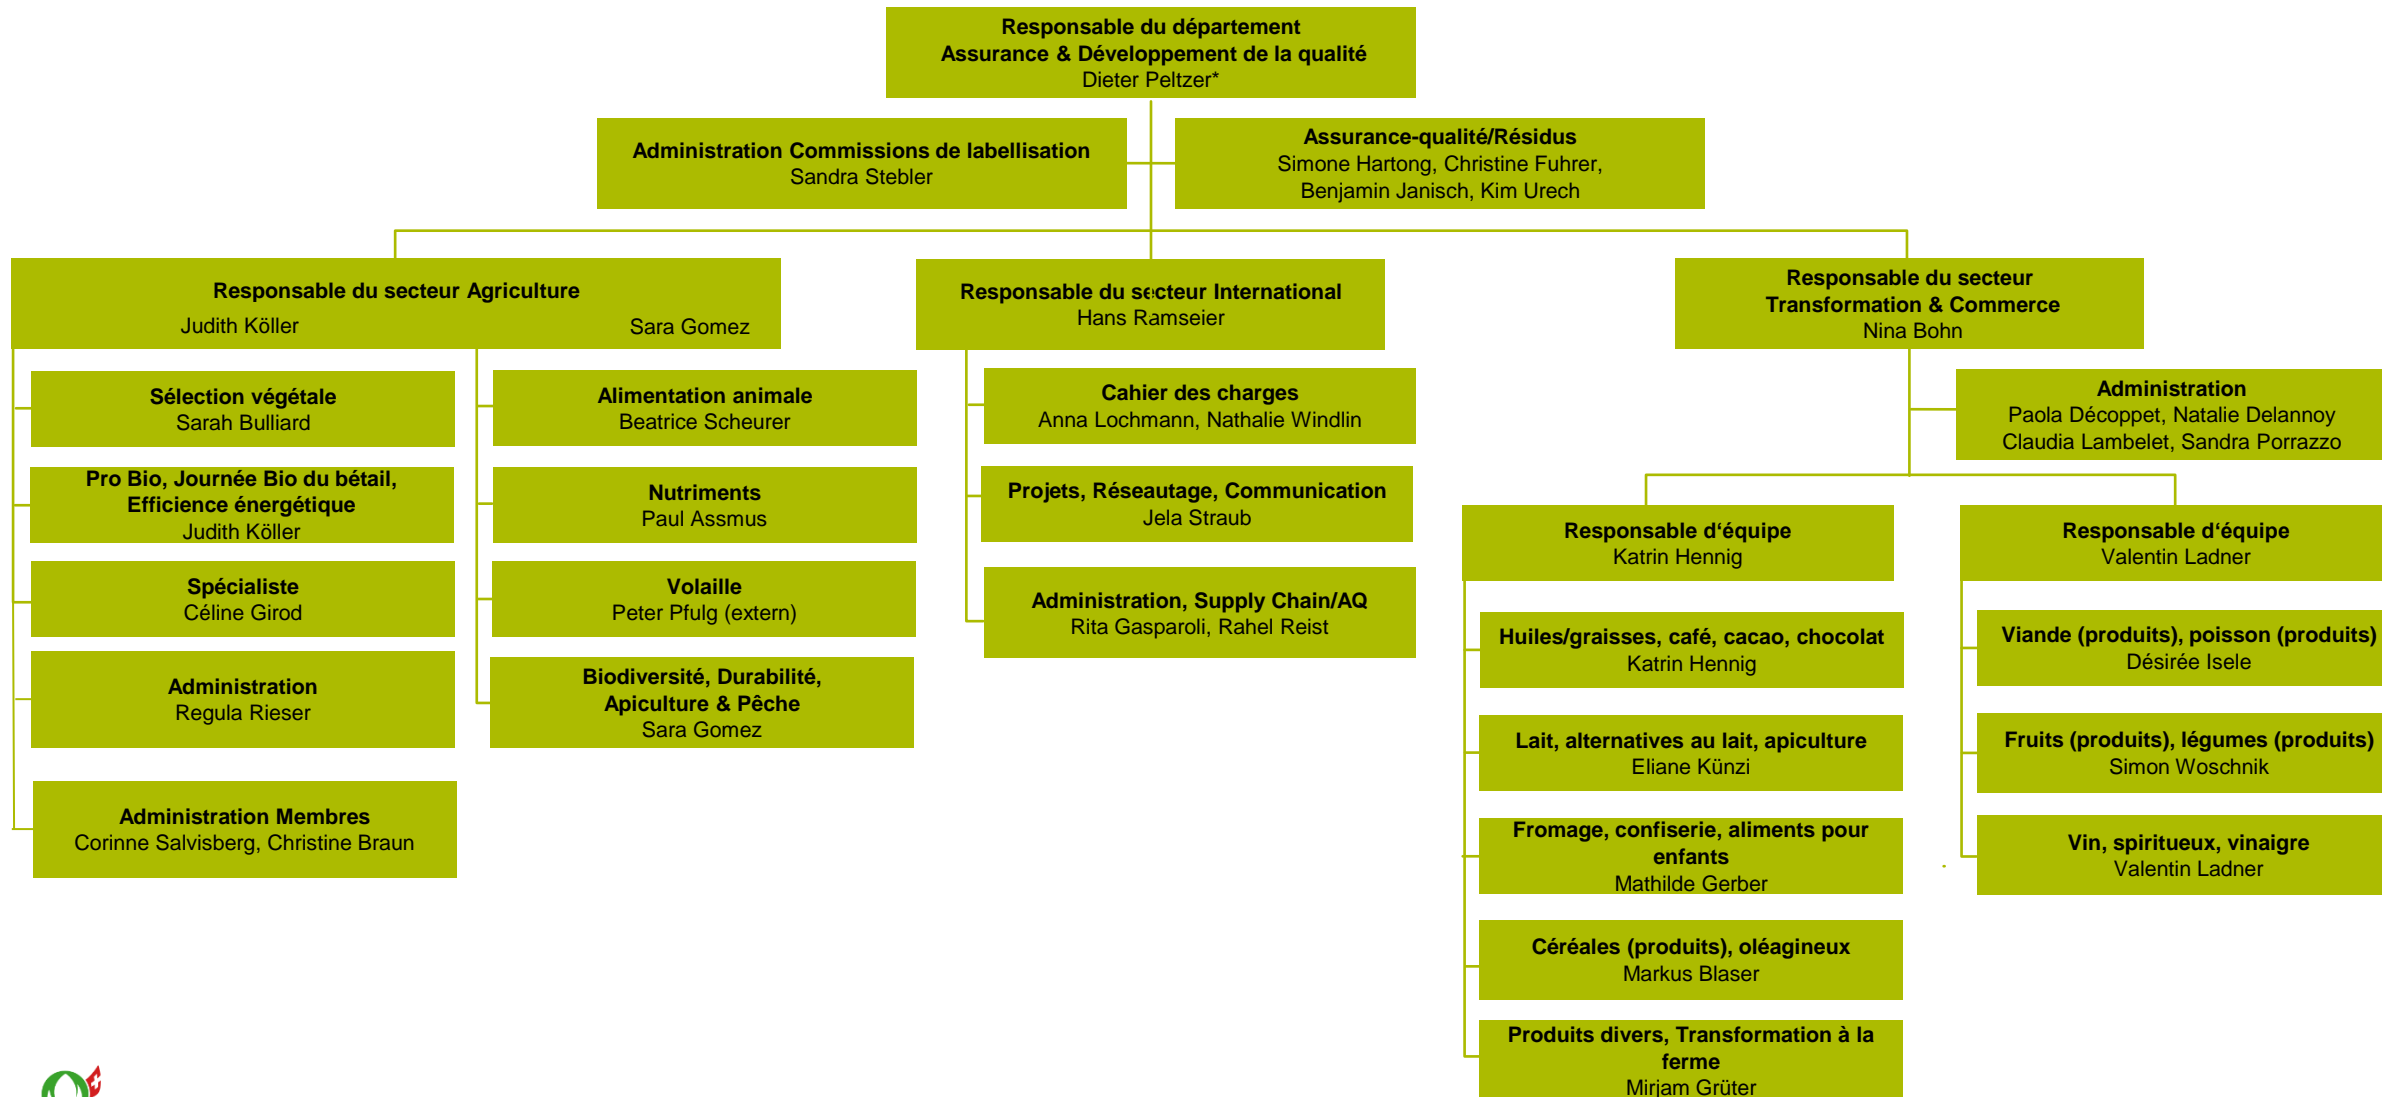 Responsable du département
Assurance & Développement de la qualité
Dieter Peltzer*
Administration Commissions de labellisation
Sandra Stebler
Assurance-qualité/Résidus
Simone Hartong, Christine Fuhrer,
Benjamin Janisch, Kim Urech
Responsable du secteur Agriculture
Judith Köller
Sara Gomez
Sélection végétale
Sarah Bulliard
Pro Bio, Journée Bio du bétail,
Efficience énergétique
Judith Köller
Spécialiste
Céline Girod
Administration
Regula Rieser
Administration Membres
Corinne Salvisberg, Christine Braun
Alimentation animale
Beatrice Scheurer
Nutriments
Paul Assmus
Volaille
Peter Pfulg (extern)
Biodiversité, Durabilité,
Apiculture & Pêche
Sara Gomez
Responsable du secteur International
Hans Ramseier
Cahier des charges
Anna Lochmann, Nathalie Windlin
Projets, Réseautage, Communication
Jela Straub
Administration, Supply Chain/AQ
Rita Gasparoli, Rahel Reist
Responsable du secteur
Transformation & Commerce
Nina Bohn
Administration
Paola Décoppet, Natalie Delannoy
Claudia Lambelet, Sandra Porrazzo
Responsable d‘équipe
Katrin Hennig
Huiles/graisses, café, cacao, chocolat
Katrin Hennig
Lait, alternatives au lait, apiculture
Eliane Künzi
Fromage, confiserie, aliments pour
enfants
Mathilde Gerber
Céréales (produits), oléagineux
Markus Blaser
Produits divers, Transformation à la
ferme
Mirjam Grüter
Responsable d‘équipe
Valentin Ladner
Viande (produits), poisson (produits)
Désirée Isele
Fruits (produits), légumes (produits)
Simon Woschnik
Vin, spiritueux, vinaigre
Valentin Ladner